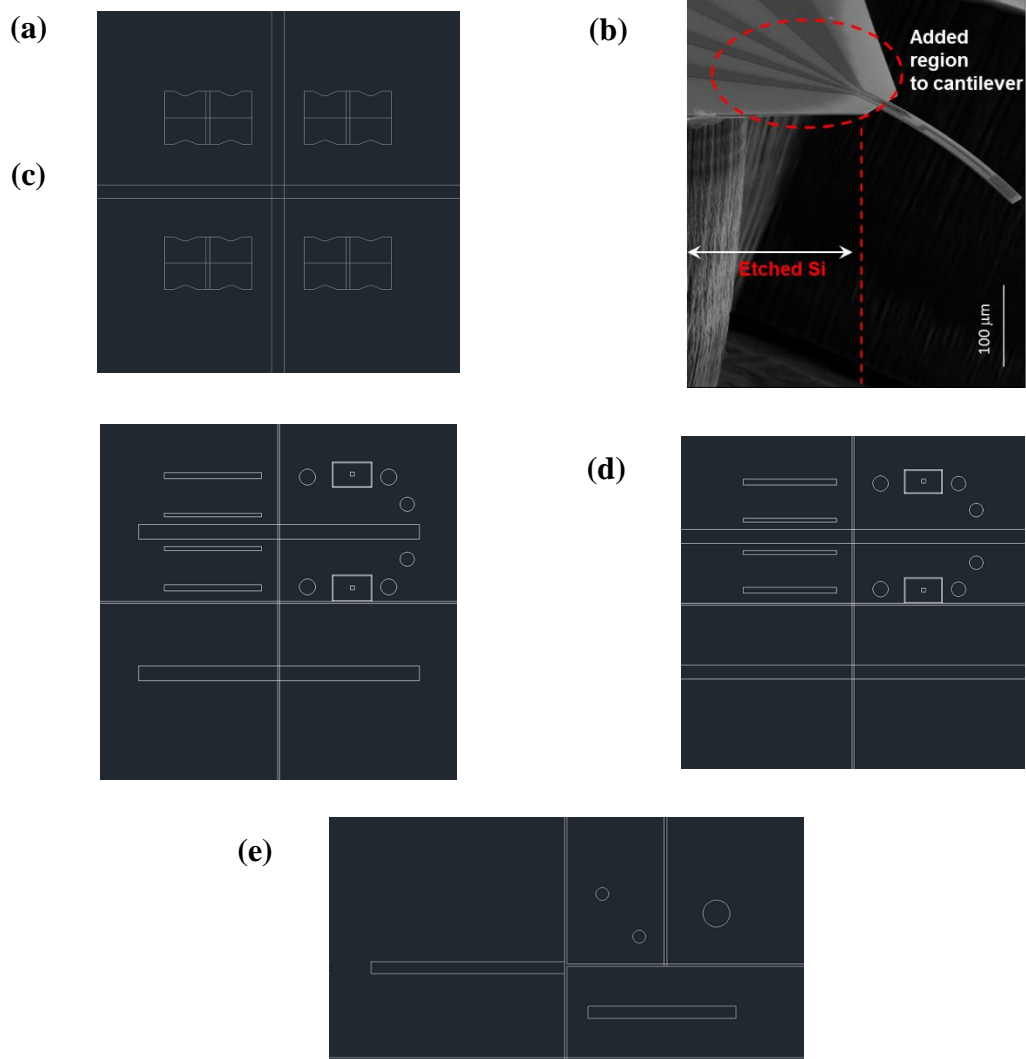 (a)
(b)
Added
region
to cantilever
(c)
Etched Si
100 μm
(d)
(e)